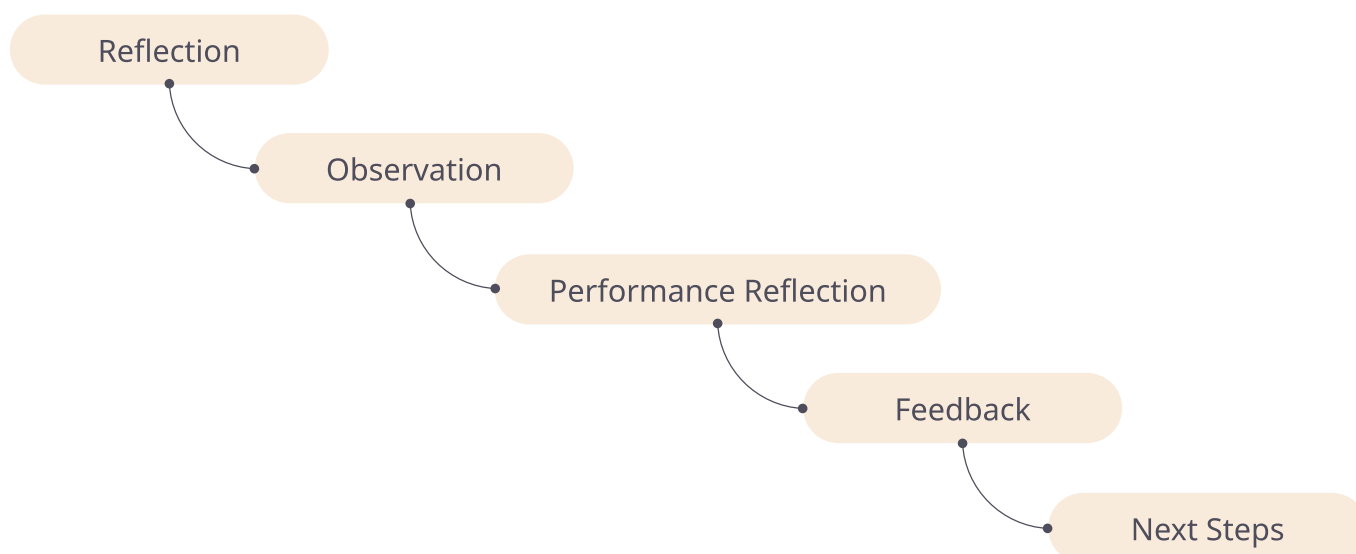 Reflection
Observation
Performance Reflection
Feedback
Next Steps